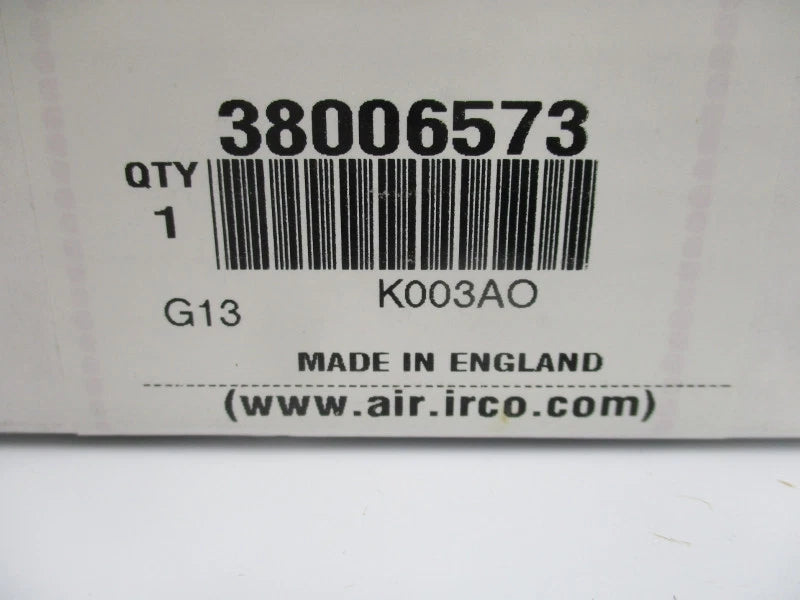 38006573
QTY
1
G13
K003AO
MADE IN ENGLAND
(www.air.irco.com)